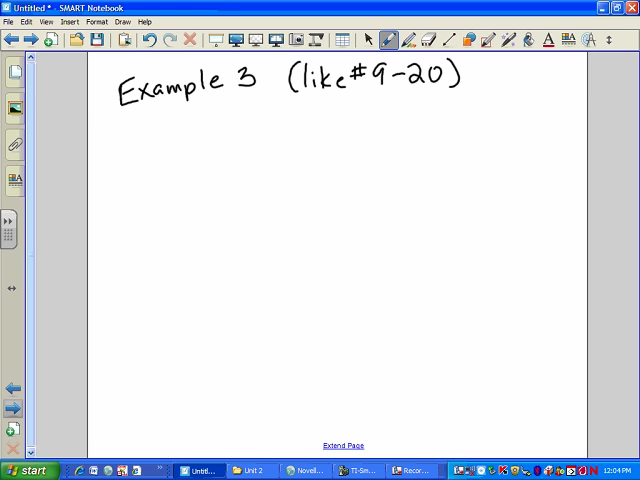 Untitled * - SMART Notebook
File Edit View Insert Format Draw Help
Example 3 (like #9-20)
Extend Page
start
Untitl...
Unit 2
Novell...
TI-Sm...
Recor...
12:04 PM